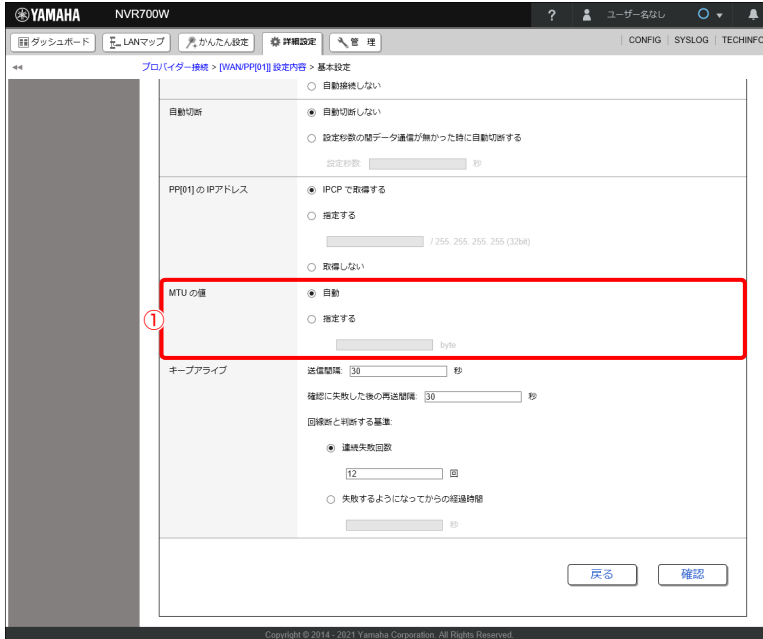 YAMAHA NVR700W ? ユーザー名なし
ダッシュボード LANマップ かんたん設定 詳細設定 管 理 CONFIG SYSLOG TECHINFO
プロバイダー接続 > [WAN/PP[01]] 設定内容 > 基本設定
自動接続しない
自動切断 自動切断しない
設定秒数の間データ通信が無かった時に自動切断する
設定秒数: 秒
PP[01] の IPアドレス IPCP で取得する
指定する
/ 255. 255. 255. 255 (32bit)
取得しない
MTU の値 自動
①
指定する
byte
キープアライブ 送信間隔: 30 秒
確認に失敗した後の再送間隔: 30 秒
回線断と判断する基準:
連続失敗回数
12 回
失敗するようになってからの経過時間
秒
戻る 確認
Copyright © 2014 - 2021 Yamaha Corporation. All Rights Reserved.